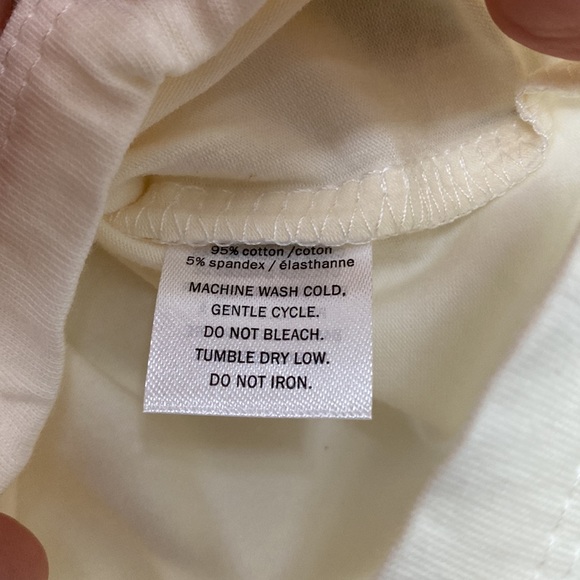 95% cotton /coton
5% spandex / élasthanne
MACHINE WASH COLD,
GENTLE CYCLE.
DO NOT BLEACH.
TUMBLE DRY LOW.
DO NOT IRON.